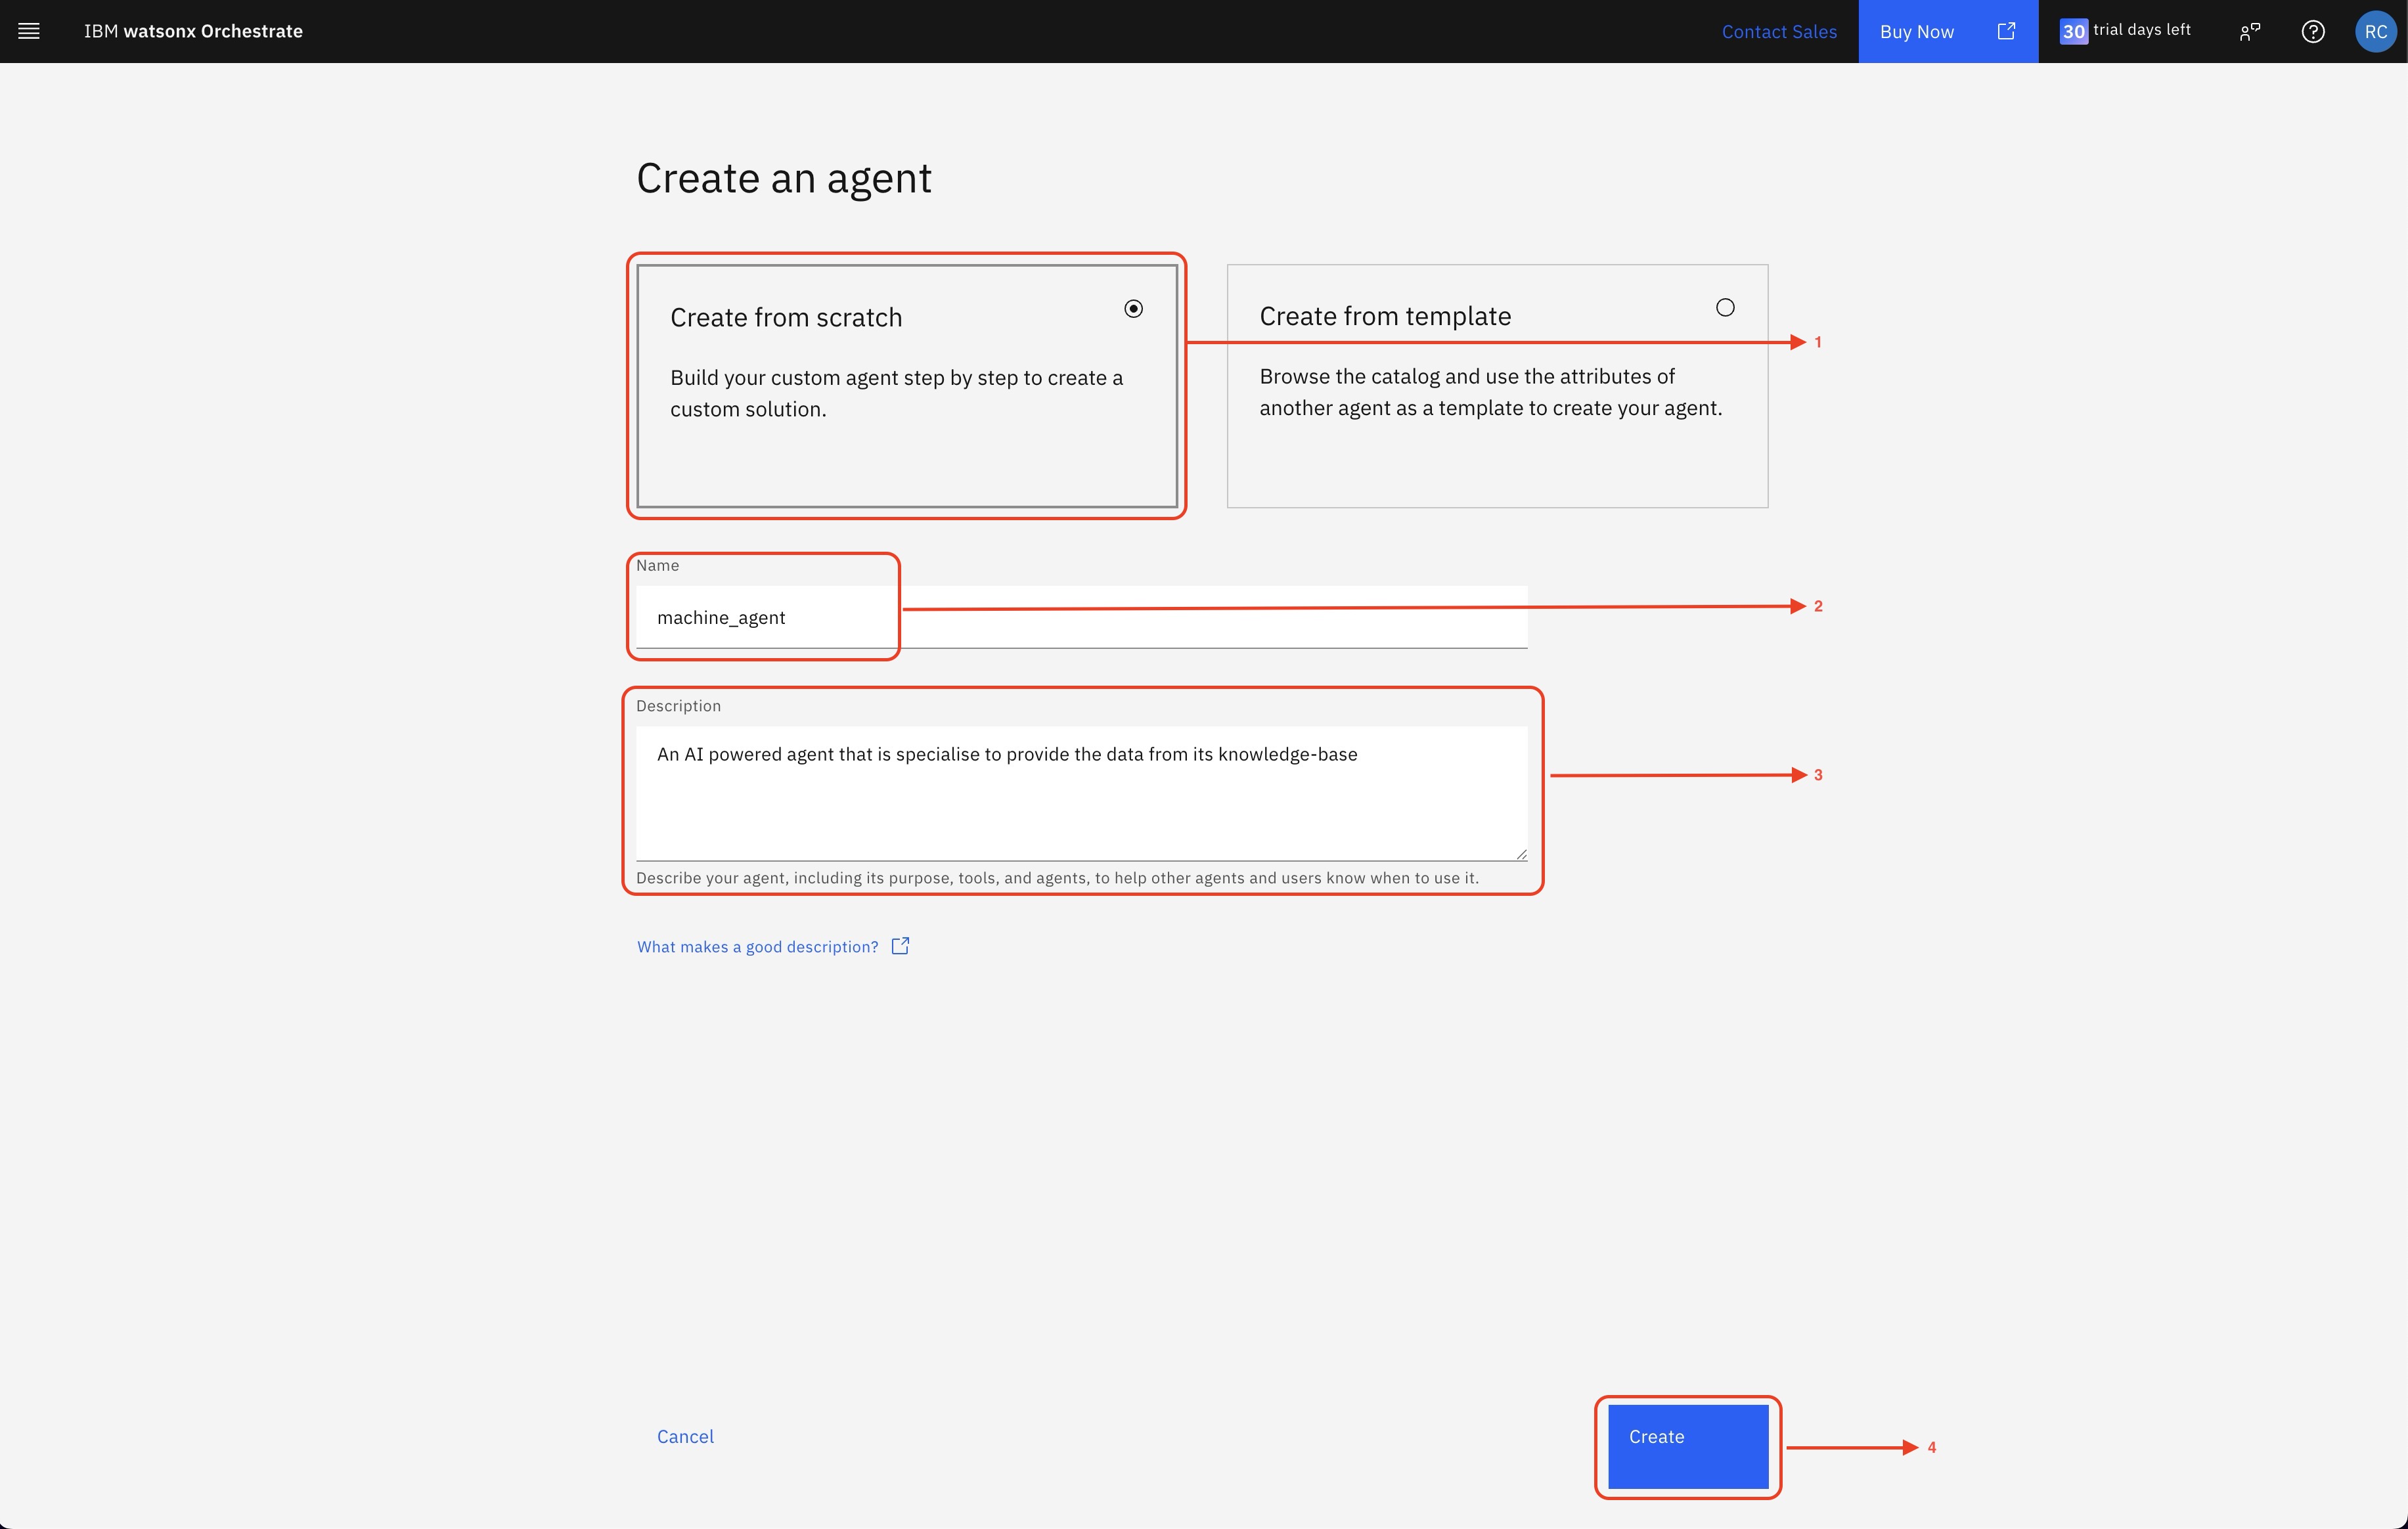 IBM watsonx Orchestrate
Contact Sales
Buy Now
30 trial days left
RC
Create an agent
Create from scratch
Build your custom agent step by step to create a
custom solution.
Create from template
Browse the catalog and use the attributes of
another agent as a template to create your agent.
1
Name
machine_agent
2
Description
An AI powered agent that is specialise to provide the data from its knowledge-base
3
Describe your agent, including its purpose, tools, and agents, to help other agents and users know when to use it.
What makes a good description?
Cancel
Create
4